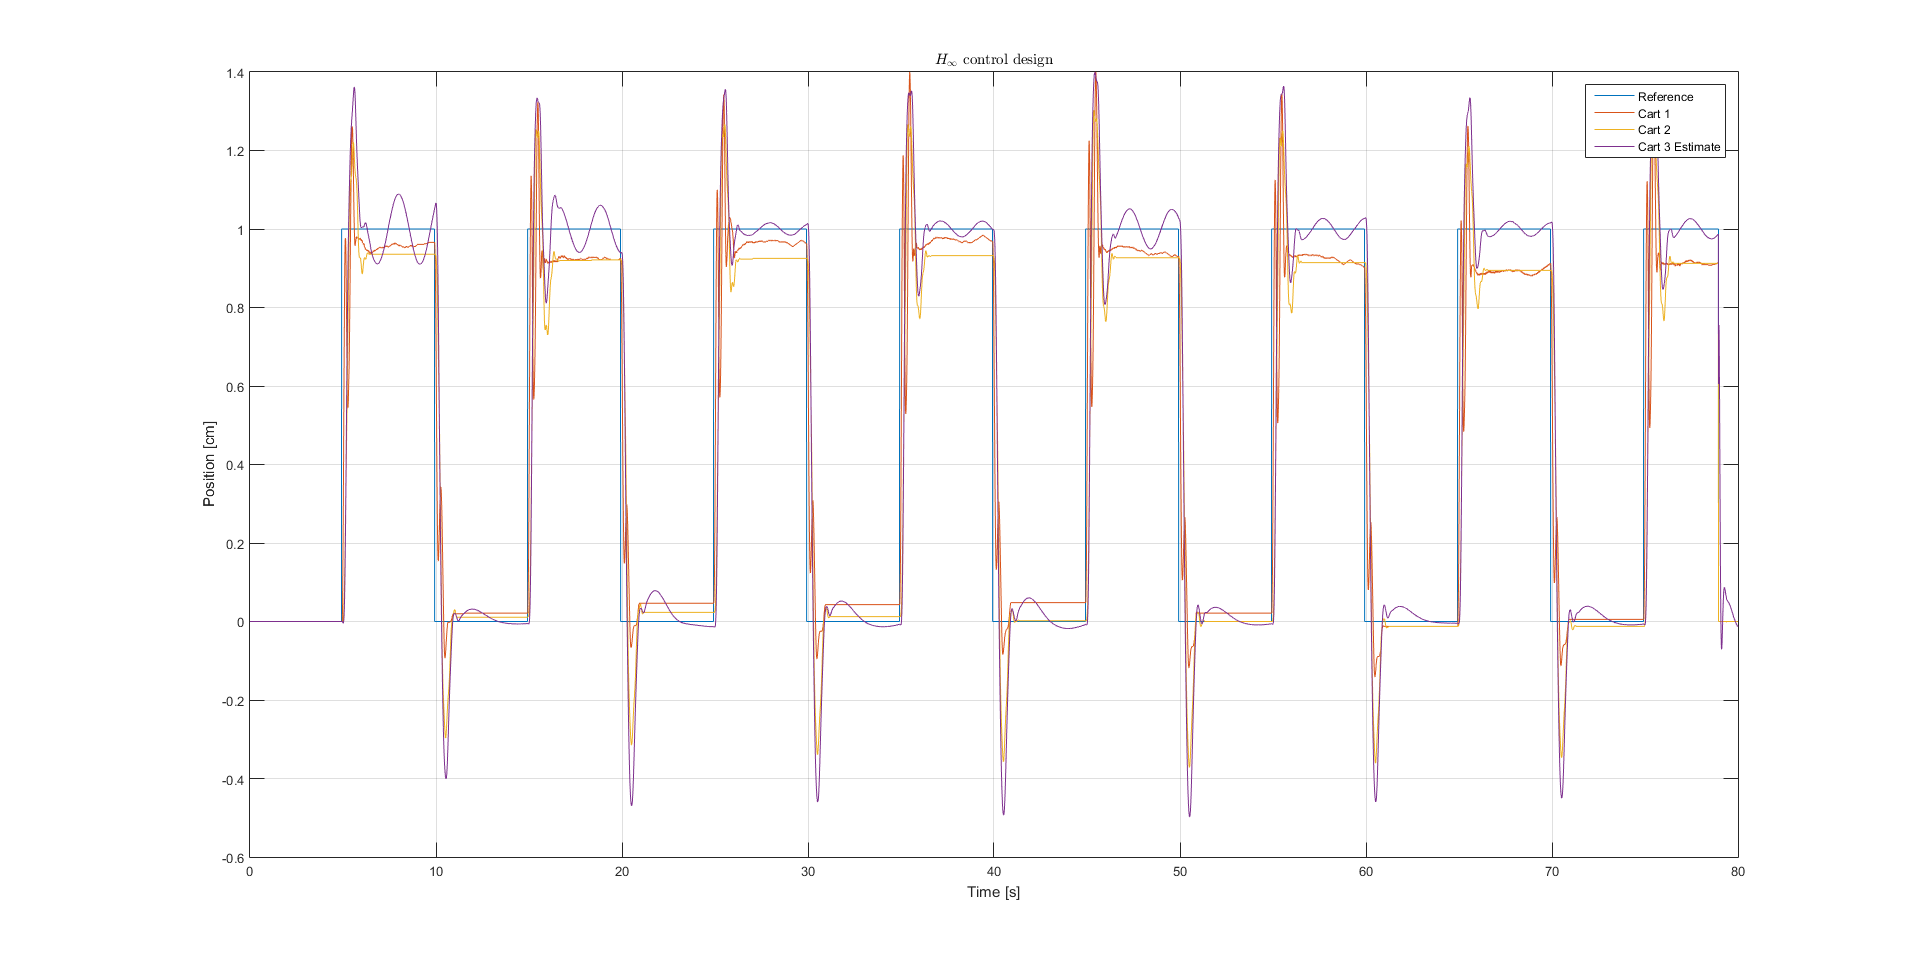 H∞ control design
1.4
1.2
1
0.8
0.6
0.4
0.2
0
-0.2
-0.4
-0.6
Position [cm]
0 10 20 30 40 50 60 70 80
Time [s]
Reference
Cart 1
Cart 2
Cart 3 Estimate